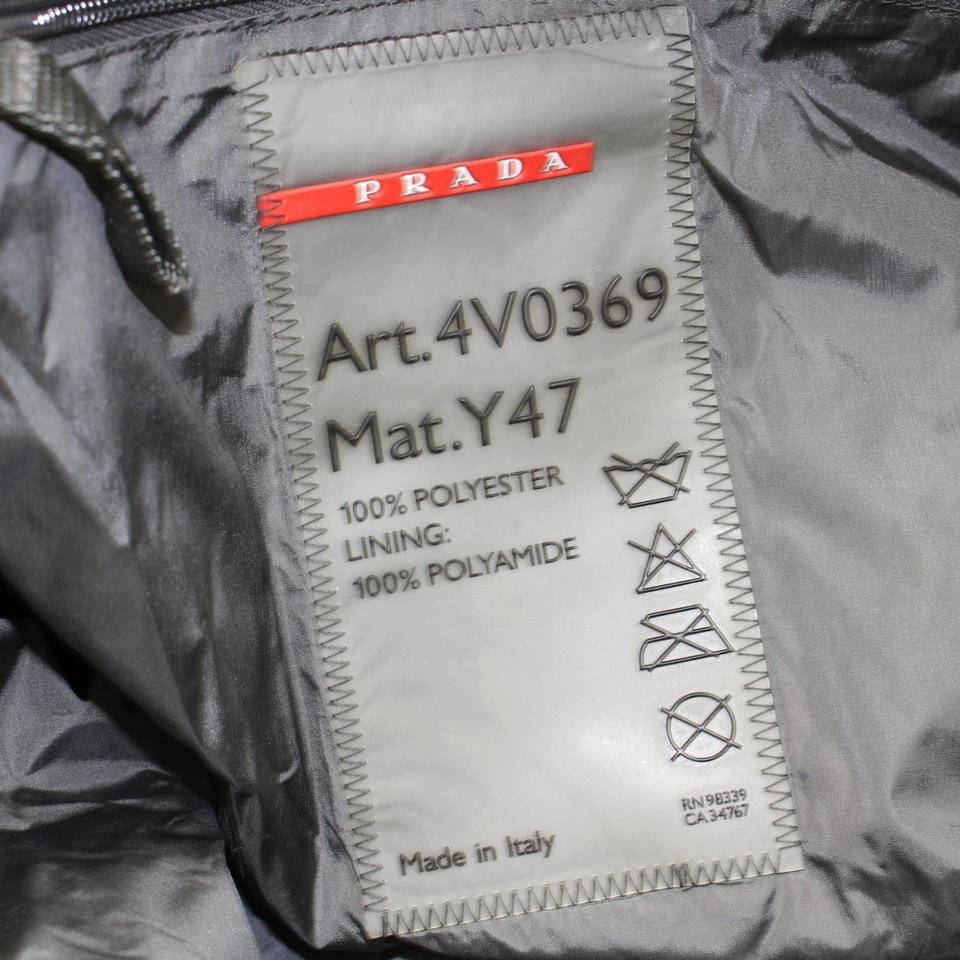 PRADA
Art. 4V0369
Mat. Y47
100% POLYESTER
LINING:
100% POLYAMIDE
RN 98339
CA 34767
Made in Italy